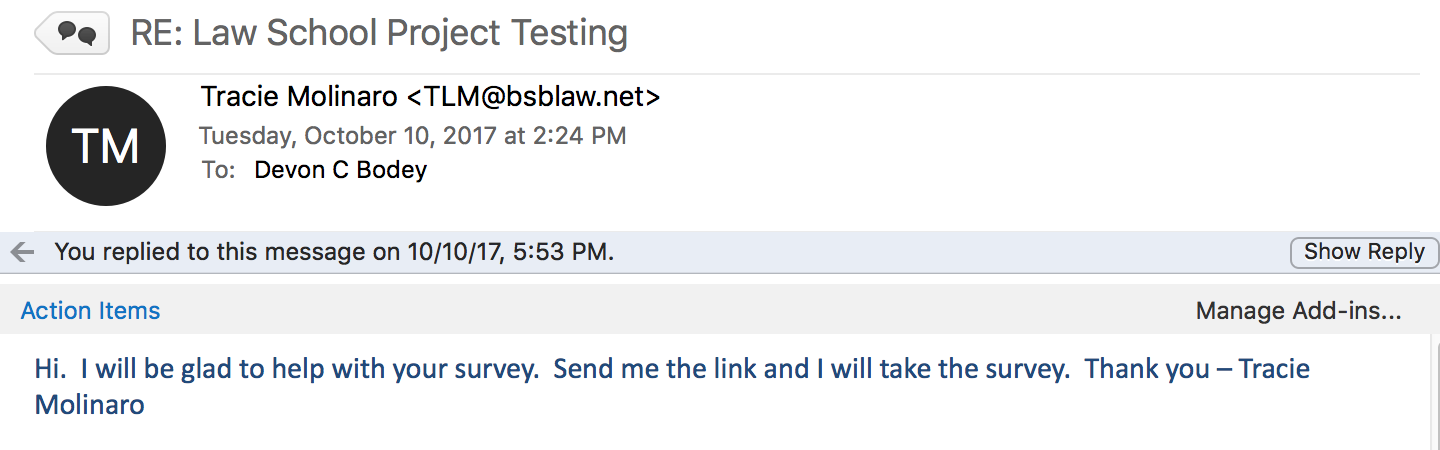 RE: Law School Project Testing
TM
Tracie Molinaro <TLM@bsblaw.net>
Tuesday, October 10, 2017 at 2:24 PM
To: Devon C Bodey
You replied to this message on 10/10/17, 5:53 PM.
Show Reply
Action Items
Manage Add-ins...
Hi.  I will be glad to help with your survey.  Send me the link and I will take the survey.  Thank you – Tracie
Molinaro